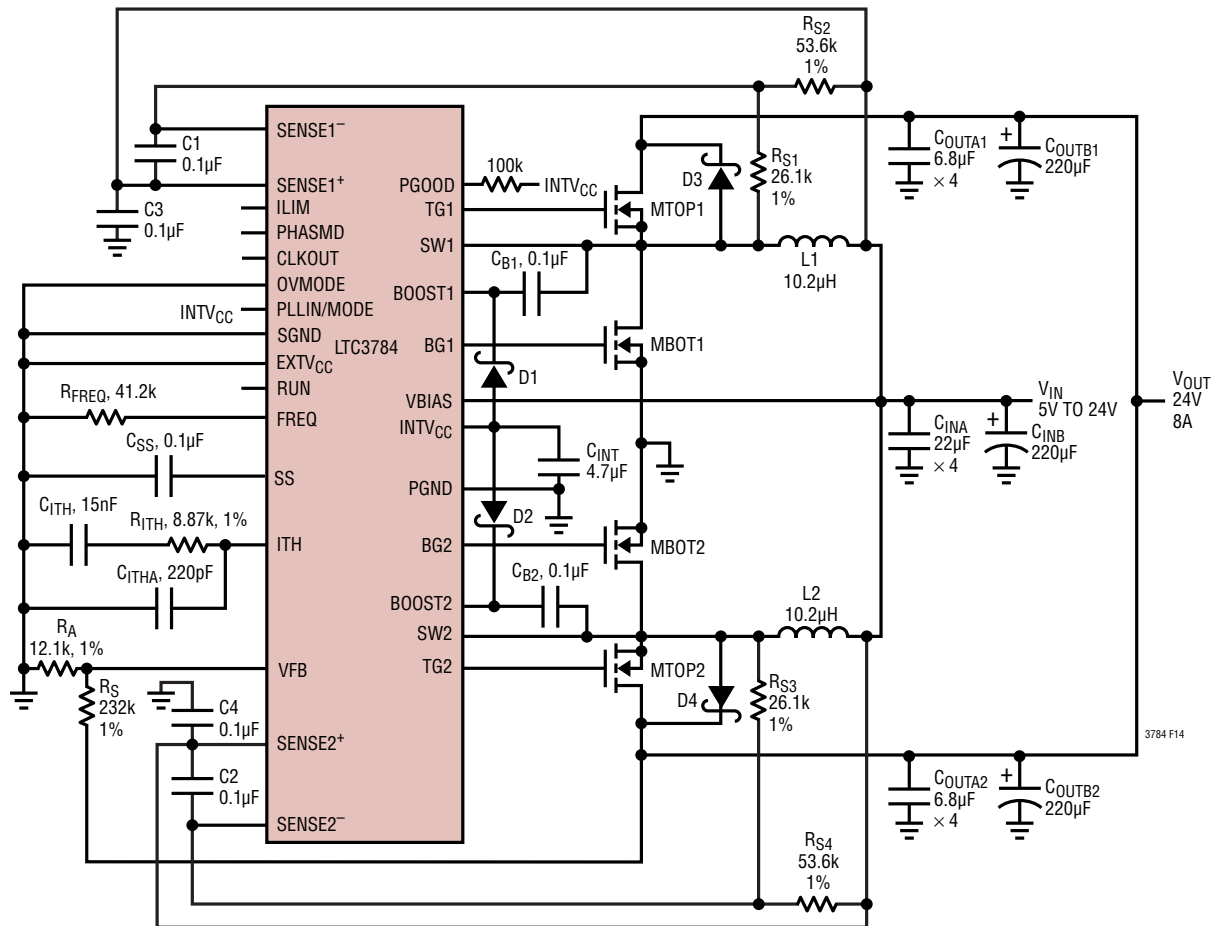 RS2
53.6k
1%
SENSE1–
C1
0.1µF
SENSE1+
C3
0.1µF
ILIM
PHASMD
CLKOUT
OVMODE
INTVCC
PLLIN/MODE
SGND
LTC3784
EXTVCC
RUN
RFREQ, 41.2k
FREQ
CSS, 0.1µF
SS
CITH, 15nF
RITH, 8.87k, 1%
ITH
CITHA, 220pF
RA
12.1k, 1%
VFB
RS
232k
1%
C4
0.1µF
SENSE2+
C2
0.1µF
SENSE2–
PGOOD
100k
INTVCC
TG1
MTOP1
D3
RS1
26.1k
1%
COUTA1
6.8µF
× 4
+
COUTB1
220µF
SW1
L1
10.2µH
CB1, 0.1µF
BOOST1
BG1
MBOT1
D1
VBIAS
INTVCC
CINT
4.7µF
PGND
D2
VIN
5V TO 24V
CINA
22µF
× 4
+
CINB
220µF
VOUT
24V
8A
BG2
MBOT2
CB2, 0.1µF
BOOST2
SW2
L2
10.2µH
TG2
MTOP2
D4
RS3
26.1k
1%
3784 F14
COUTA2
6.8µF
× 4
+
COUTB2
220µF
RS4
53.6k
1%